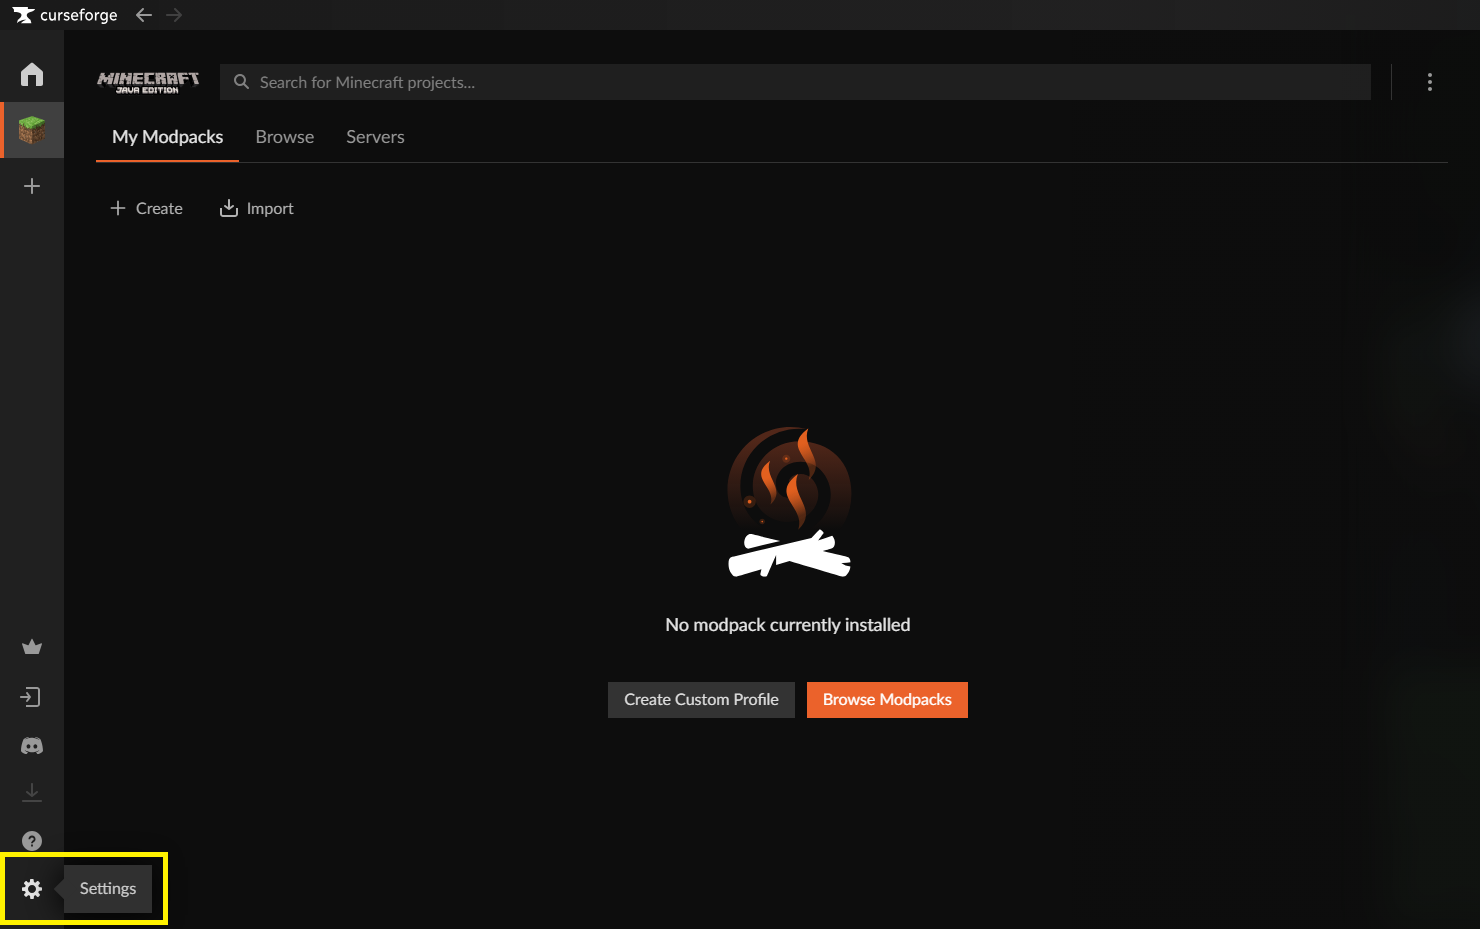 curseforge
MINECRAFT
JAVA EDITION
Search for Minecraft projects...
My Modpacks
Browse
Servers
Create
Import
No modpack currently installed
Create Custom Profile
Browse Modpacks
?
Settings